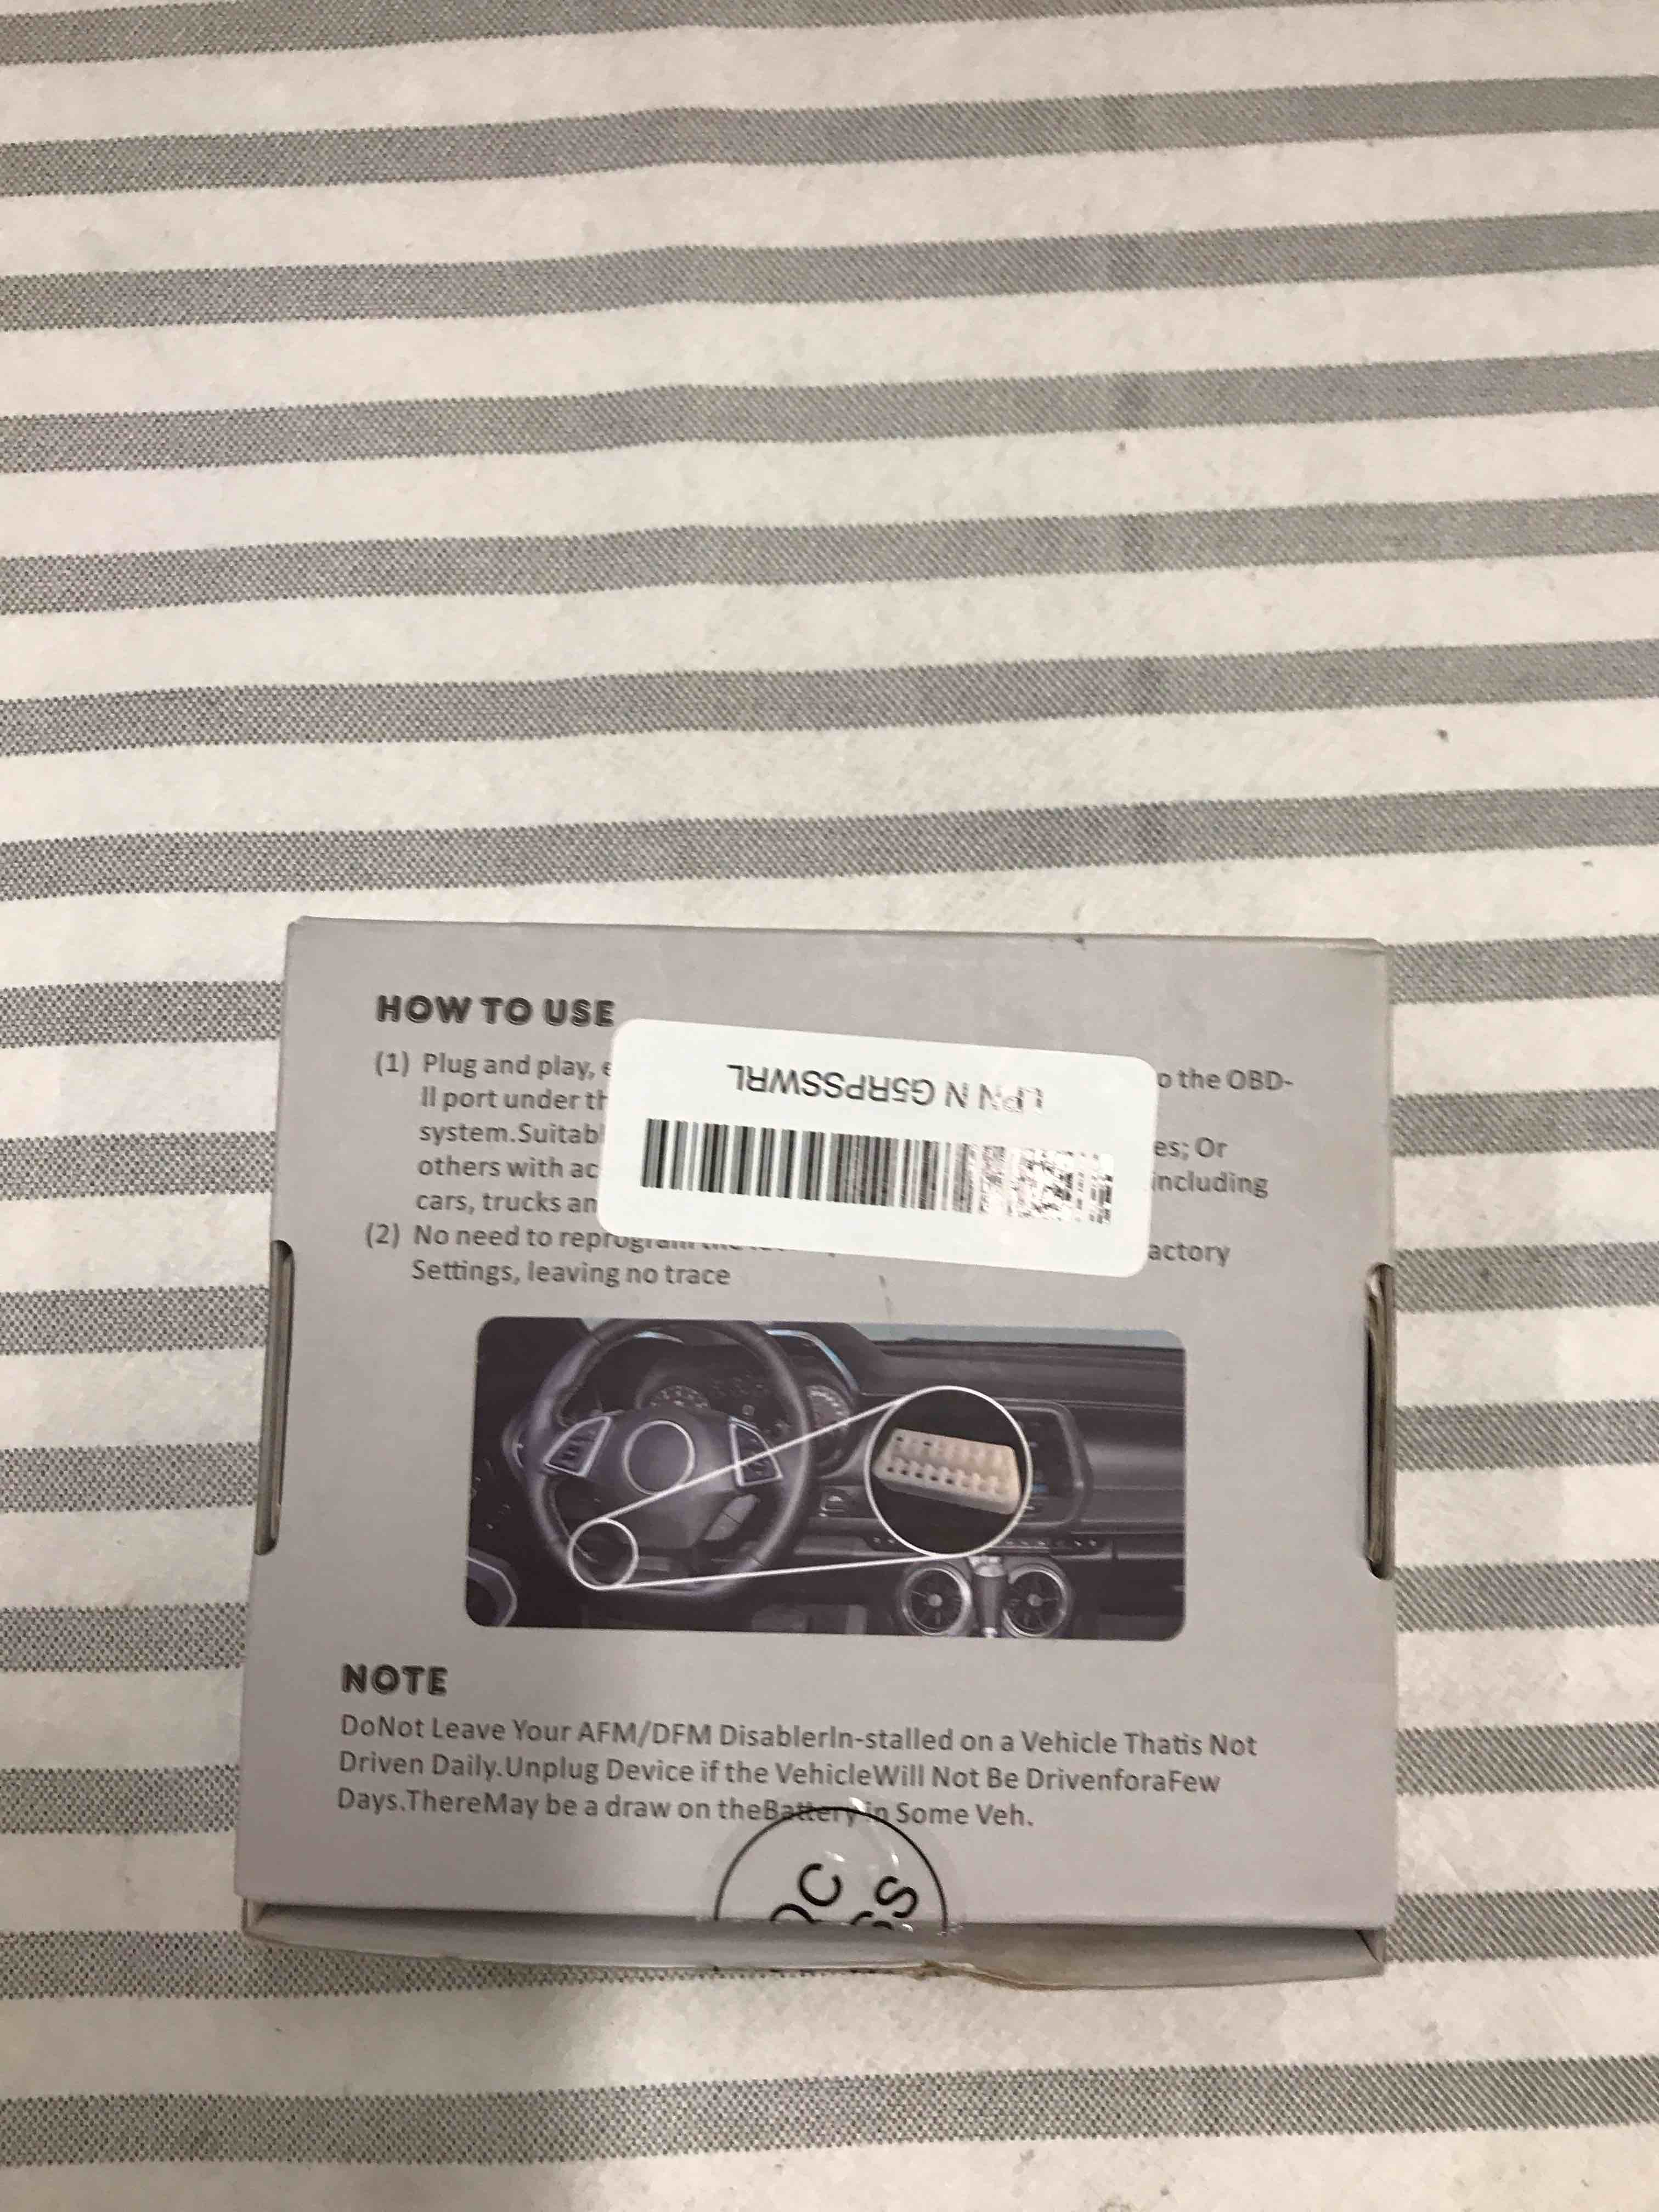 HOW TO USE
(1) Plug and play, o the OBD-
II port under th
system.Suitab es; Or
others with ac including
cars, trucks an
(2) No need to reprogram the actory
Settings, leaving no trace
LPN N G5RPSSWRL
NOTE
DoNot Leave Your AFM/DFM DisablerIn-stalled on a Vehicle Thatis Not
Driven Daily.Unplug Device if the VehicleWill Not Be DrivenforaFew
Days.ThereMay be a draw on theBattery in Some Veh.